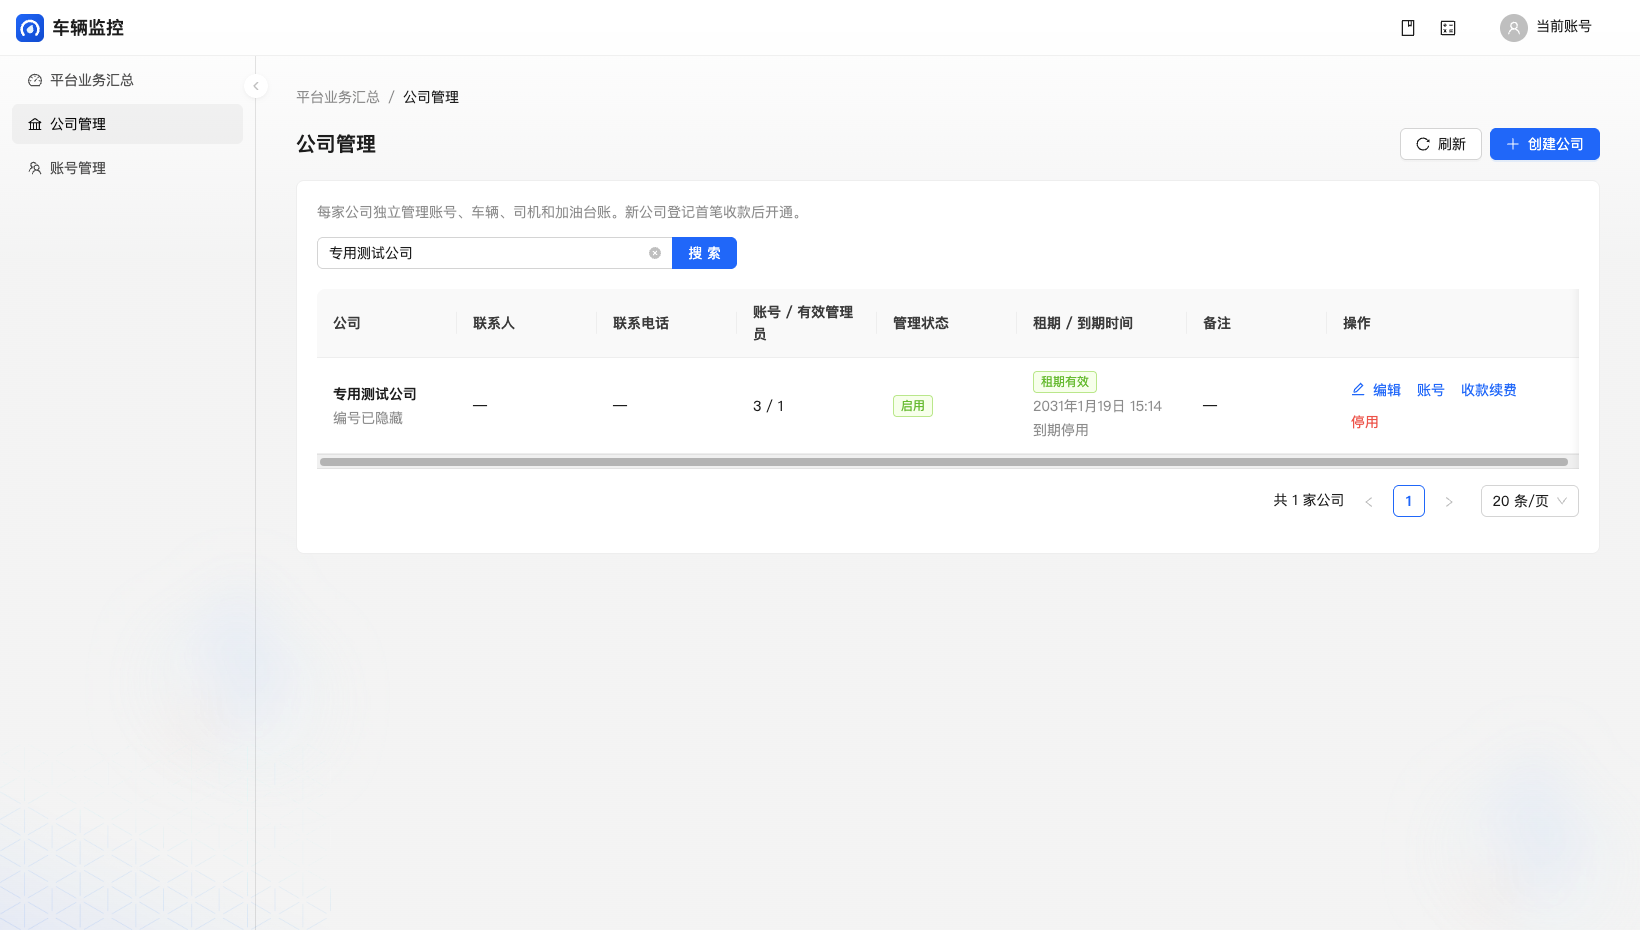 车辆监控
当前账号
平台业务汇总
公司管理
账号管理
平台业务汇总 / 公司管理
公司管理
刷新
创建公司
每家公司独立管理账号、车辆、司机和加油台账。新公司登记首笔收款后开通。
专用测试公司
搜 索
公司
联系人
联系电话
账号 / 有效管理员
管理状态
租期 / 到期时间
备注
操作
专用测试公司
编号已隐藏
—
—
3 / 1
启用
租期有效
2031年1月19日 15:14
到期停用
—
编辑 账号 收款续费
停用
共 1 家公司
1
20 条/页